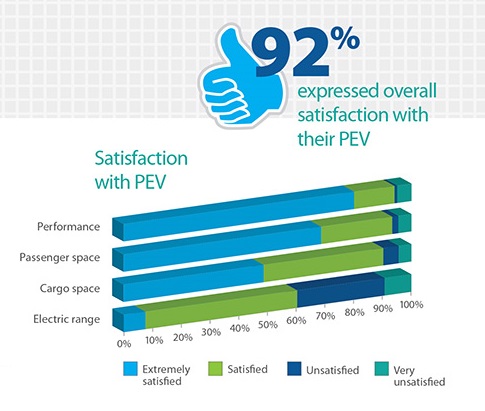 92%
expressed overall
satisfaction with
their PEV
Satisfaction
with PEV
Performance
Passenger space
Cargo space
Electric range
0% 10% 20% 30% 40% 50% 60% 70% 80% 90% 100%
Extremely satisfied
Satisfied
Unsatisfied
Very unsatisfied